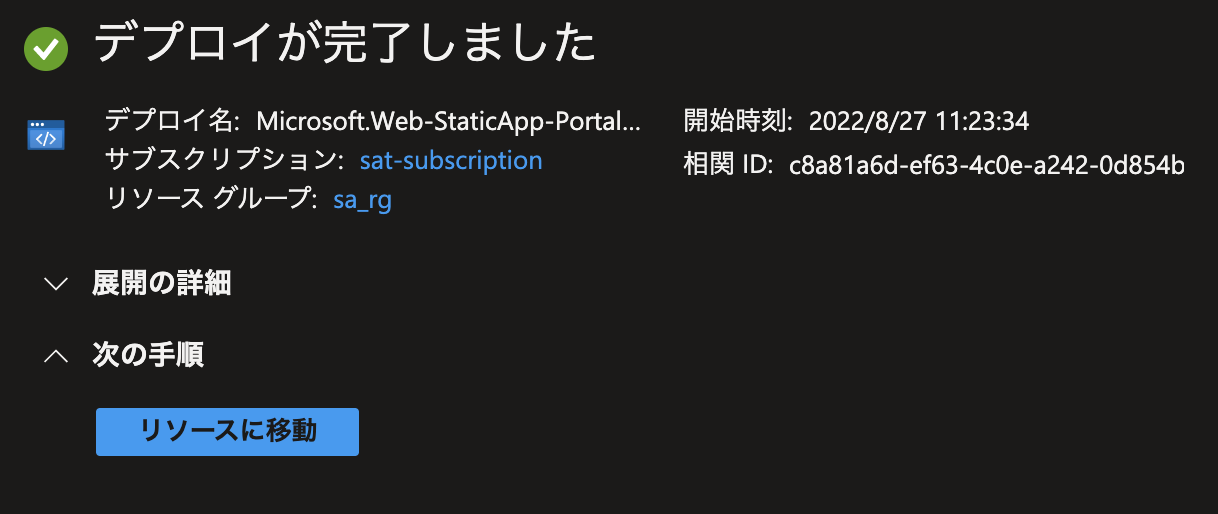 デプロイが完了しました
デプロイ名: Microsoft.Web-StaticApp-Portal...
開始時刻: 2022/8/27 11:23:34
サブスクリプション: sat-subscription
相関 ID: c8a81a6d-ef63-4c0e-a242-0d854b
リソース グループ: sa_rg
展開の詳細
次の手順
リソースに移動